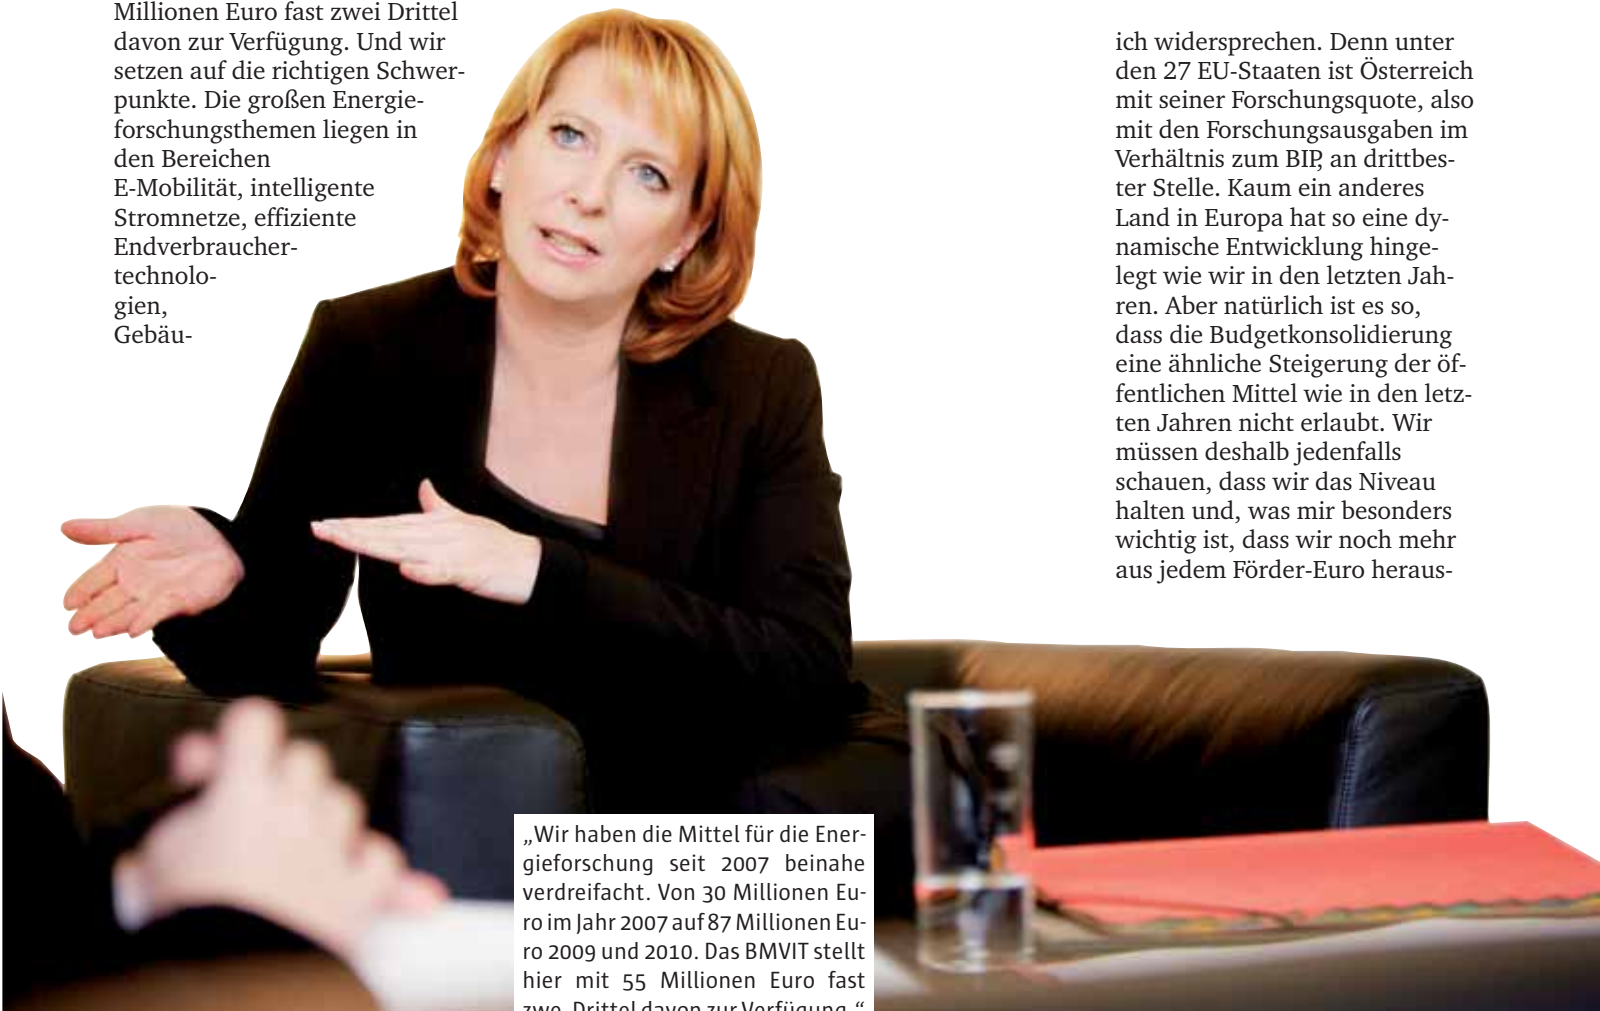 Millionen Euro fast zwei Drittel
davon zur Verfügung. Und wir
setzen auf die richtigen Schwer-
punkte. Die großen Energie-
forschungsthemen liegen in
den Bereichen
E-Mobilität, intelligente
Stromnetze, effiziente
Endverbraucher-
technolo-
gien,
Gebäu-
ich widersprechen. Denn unter
den 27 EU-Staaten ist Österreich
mit seiner Forschungsquote, also
mit den Forschungsausgaben im
Verhältnis zum BIP, an drittbes-
ter Stelle. Kaum ein anderes
Land in Europa hat so eine dy-
namische Entwicklung hinge-
legt wie wir in den letzten Jah-
ren. Aber natürlich ist es so,
dass die Budgetkonsolidierung
eine ähnliche Steigerung der öf-
fentlichen Mittel wie in den letz-
ten Jahren nicht erlaubt. Wir
müssen deshalb jedenfalls
schauen, dass wir das Niveau
halten und, was mir besonders
wichtig ist, dass wir noch mehr
aus jedem Förder-Euro heraus-
„Wir haben die Mittel für die Ener-
gieforschung seit 2007 beinahe
verdreifacht. Von 30 Millionen Eu-
ro im Jahr 2007 auf 87 Millionen Eu-
ro 2009 und 2010. Das BMVIT stellt
hier mit 55 Millionen Euro fast
zwei Drittel davon zur Verfügung.“